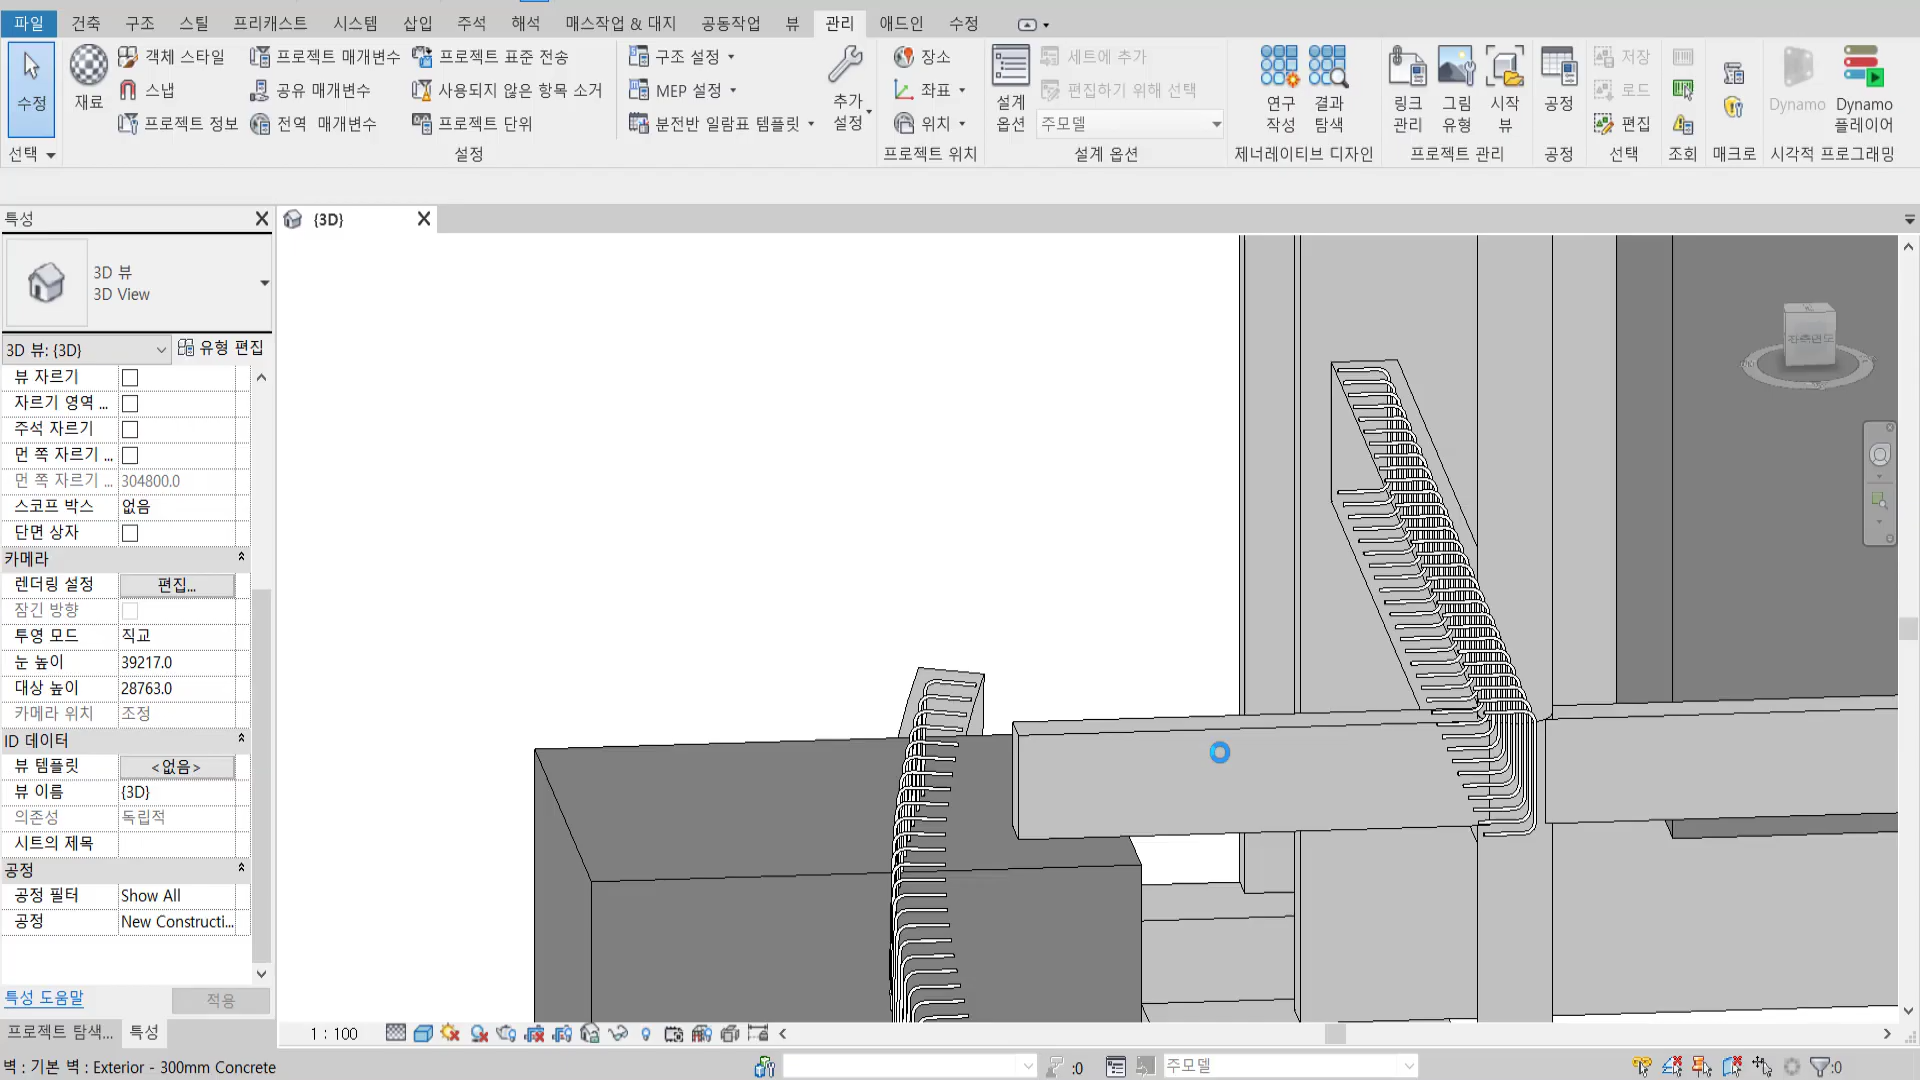 파일 건축 구조 스틸 프리캐스트 시스템 삽입 주석 해석 매스작업 & 대지 공동작업 뷰 관리 애드인 수정
수정
선택
재료
객체 스타일
스냅
프로젝트 정보
프로젝트 매개변수
공유 매개변수
전역 매개변수
프로젝트 표준 전송
사용되지 않은 항목 소거
프로젝트 단위
설정
구조 설정
MEP 설정
분전반 일람표 템플릿
추가
설정
장소
좌표
위치
프로젝트 위치
설계
옵션
세트에 추가
편집하기 위해 선택
주모델
설계 옵션
연구
작성
결과
탐색
제너레이티브 디자인
링크
관리
그림
유형
시작
뷰
프로젝트 관리
공정
공정
저장
로드
편집
선택
조회
매크로
Dynamo
Dynamo
플레이어
시각적 프로그래밍
특성
{3D}
3D 뷰
3D View
3D 뷰: {3D}
유형 편집
뷰 자르기
자르기 영역 ...
주석 자르기
먼 쪽 자르기 ...
먼 쪽 자르기 ... 304800.0
스코프 박스 없음
단면 상자
카메라
렌더링 설정 편집...
잠긴 방향
투영 모드 직교
눈 높이 39217.0
대상 높이 28763.0
카메라 위치 조정
ID 데이터
뷰 템플릿 <없음>
뷰 이름 {3D}
의존성 독립적
시트의 제목
공정
공정 필터 Show All
공정 New Constructi...
특성 도움말
적용
프로젝트 탐색... 특성
1 : 100
벽 : 기본 벽 : Exterior - 300mm Concrete
:0
주모델
:0